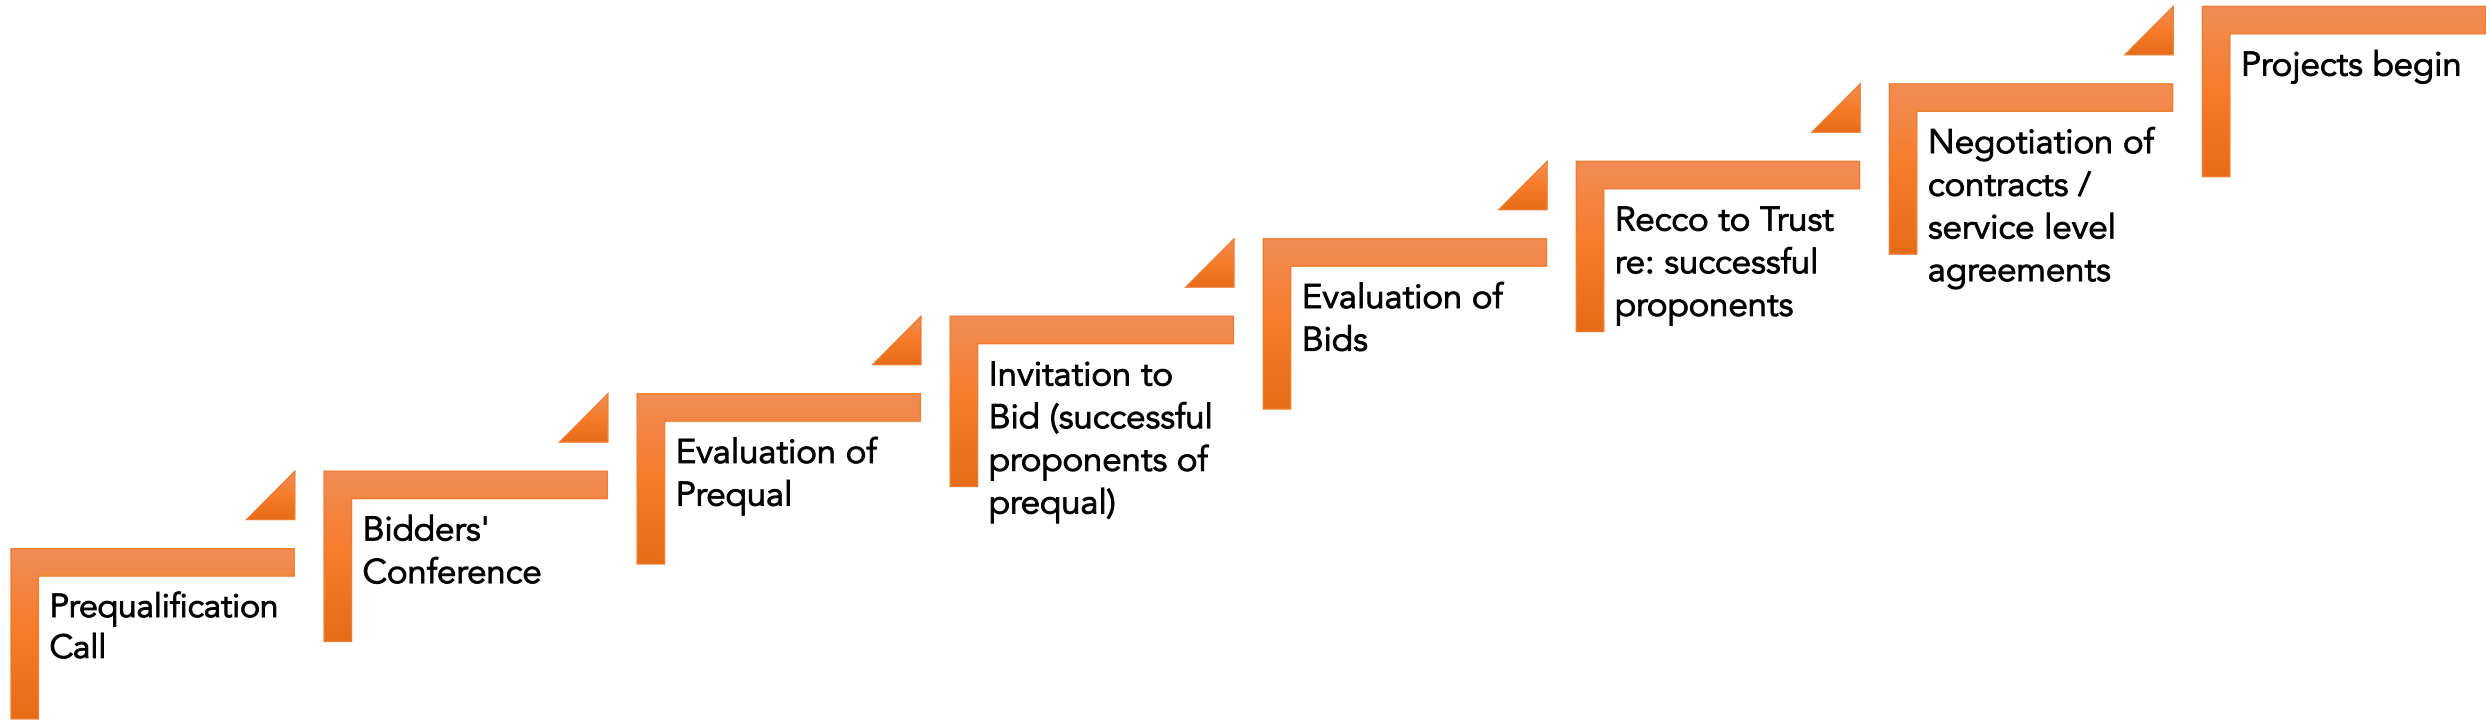 Prequalification
Call
Bidders'
Conference
Evaluation of
Prequal
Invitation to
Bid (successful
proponents of
prequal)
Evaluation of
Bids
Recco to Trust
re: successful
proponents
Negotiation of
contracts /
service level
agreements
Projects begin